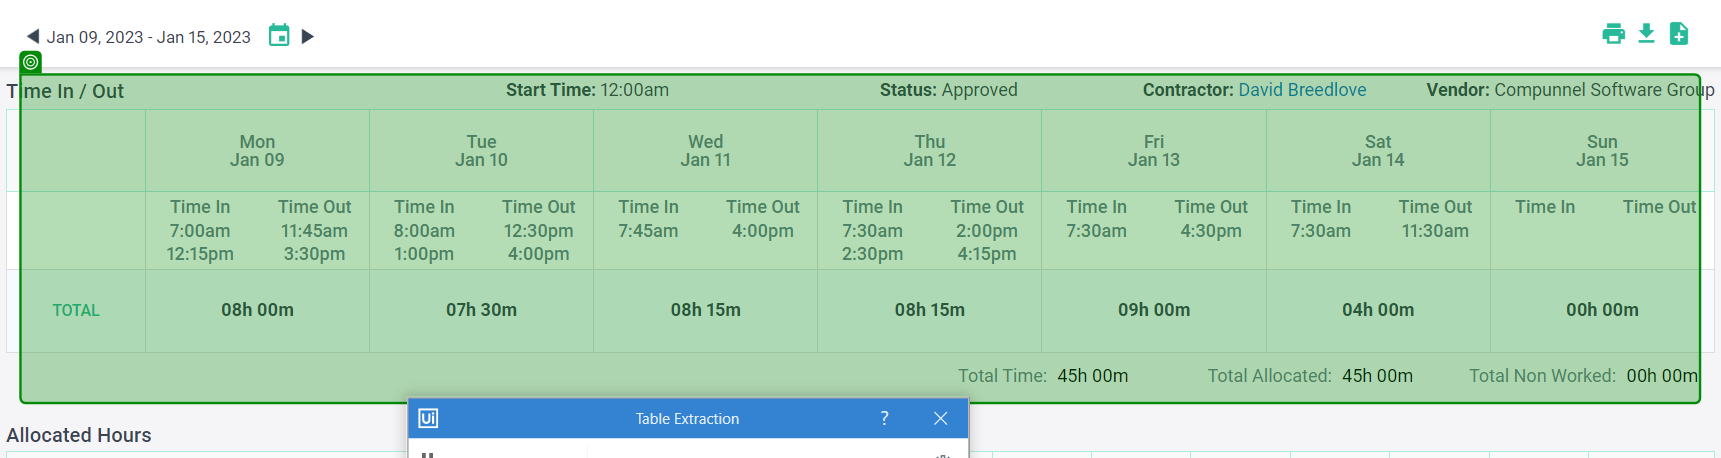 Jan 09, 2023 - Jan 15, 2023
Time In / Out Start Time: 12:00am Status: Approved Contractor: David Breedlove Vendor: Compunnel Software Group
Mon Tue Wed Thu Fri Sat Sun
Jan 09 Jan 10 Jan 11 Jan 12 Jan 13 Jan 14 Jan 15
Time In Time Out Time In Time Out Time In Time Out Time In Time Out Time In Time Out Time In Time Out Time In Time Out
7:00am 11:45am 8:00am 12:30pm 7:45am 4:00pm 7:30am 2:00pm 7:30am 4:30pm 7:30am 11:30am
12:15pm 3:30pm 1:00pm 4:00pm 2:30pm 4:15pm
TOTAL 08h 00m 07h 30m 08h 15m 08h 15m 09h 00m 04h 00m 00h 00m
Total Time: 45h 00m Total Allocated: 45h 00m Total Non Worked: 00h 00m
Ui Table Extraction ?
Allocated Hours